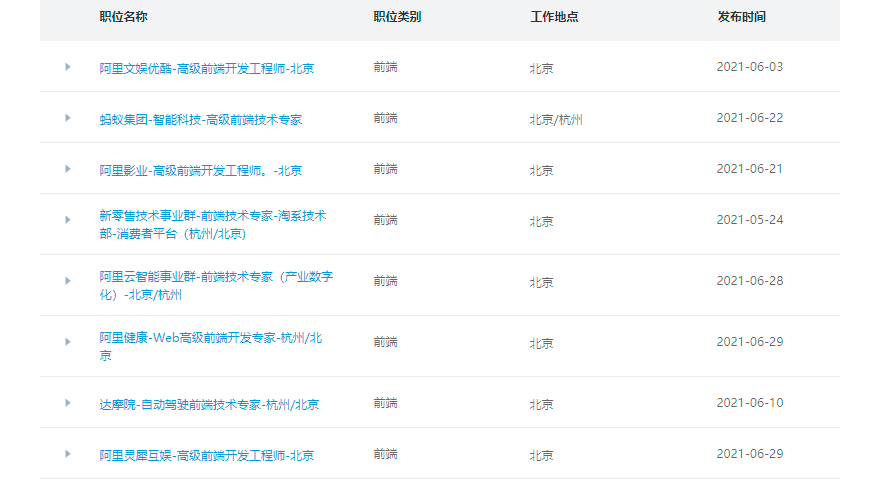 职位名称 职位类别 工作地点 发布时间
阿里文娱优酷-高级前端开发工程师-北京 前端 北京 2021-06-03
蚂蚁集团-智能科技-高级前端技术专家 前端 北京/杭州 2021-06-22
阿里影业-高级前端开发工程师。-北京 前端 北京 2021-06-21
新零售技术事业群-前端技术专家-淘系技术 前端 北京 2021-05-24
部-消费者平台（杭州/北京）
阿里云智能事业群-前端技术专家（产业数字 前端 北京 2021-06-28
化）-北京/杭州
阿里健康-Web高级前端开发专家-杭州/北 前端 北京 2021-06-29
京
达摩院-自动驾驶前端技术专家-杭州/北京 前端 北京 2021-06-10
阿里灵犀互娱-高级前端开发工程师-北京 前端 北京 2021-06-29